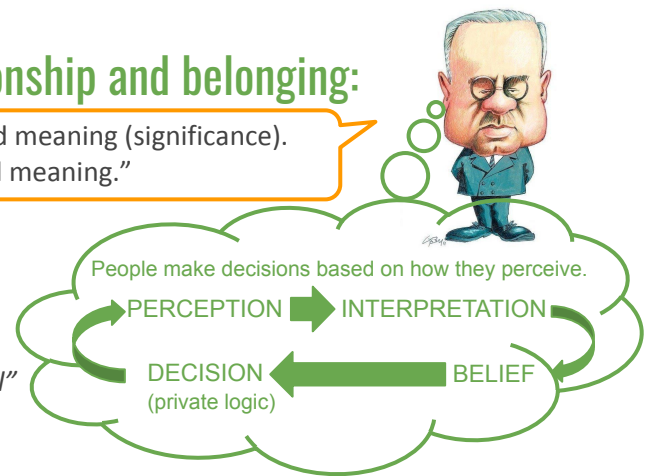 onship and belonging:
d meaning (significance).
l meaning.”
People make decisions based on how they perceive.
PERCEPTION INTERPRETATION
DECISION BELIEF
(private logic)